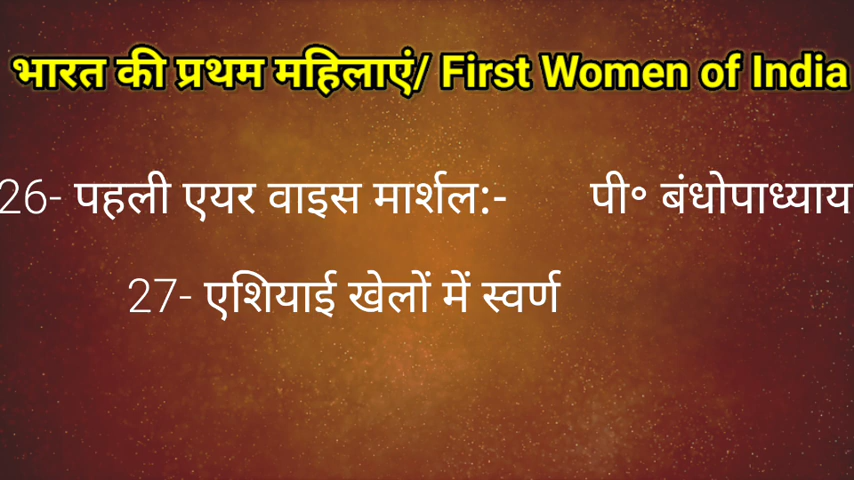 भारत की प्रथम महिलाएं/ First Women of India
26- पहली एयर वाइस मार्शल:- पी॰ बंधोपाध्याय
27- एशियाई खेलों में स्वर्ण